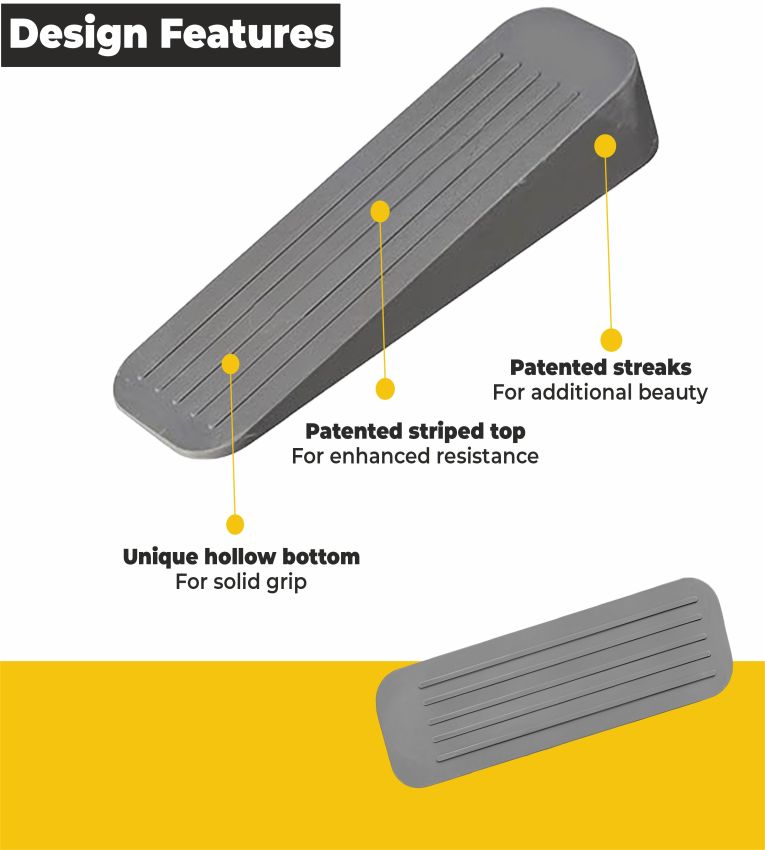 Design Features
Patented streaks
For additional beauty
Patented striped top
For enhanced resistance
Unique hollow bottom
For solid grip